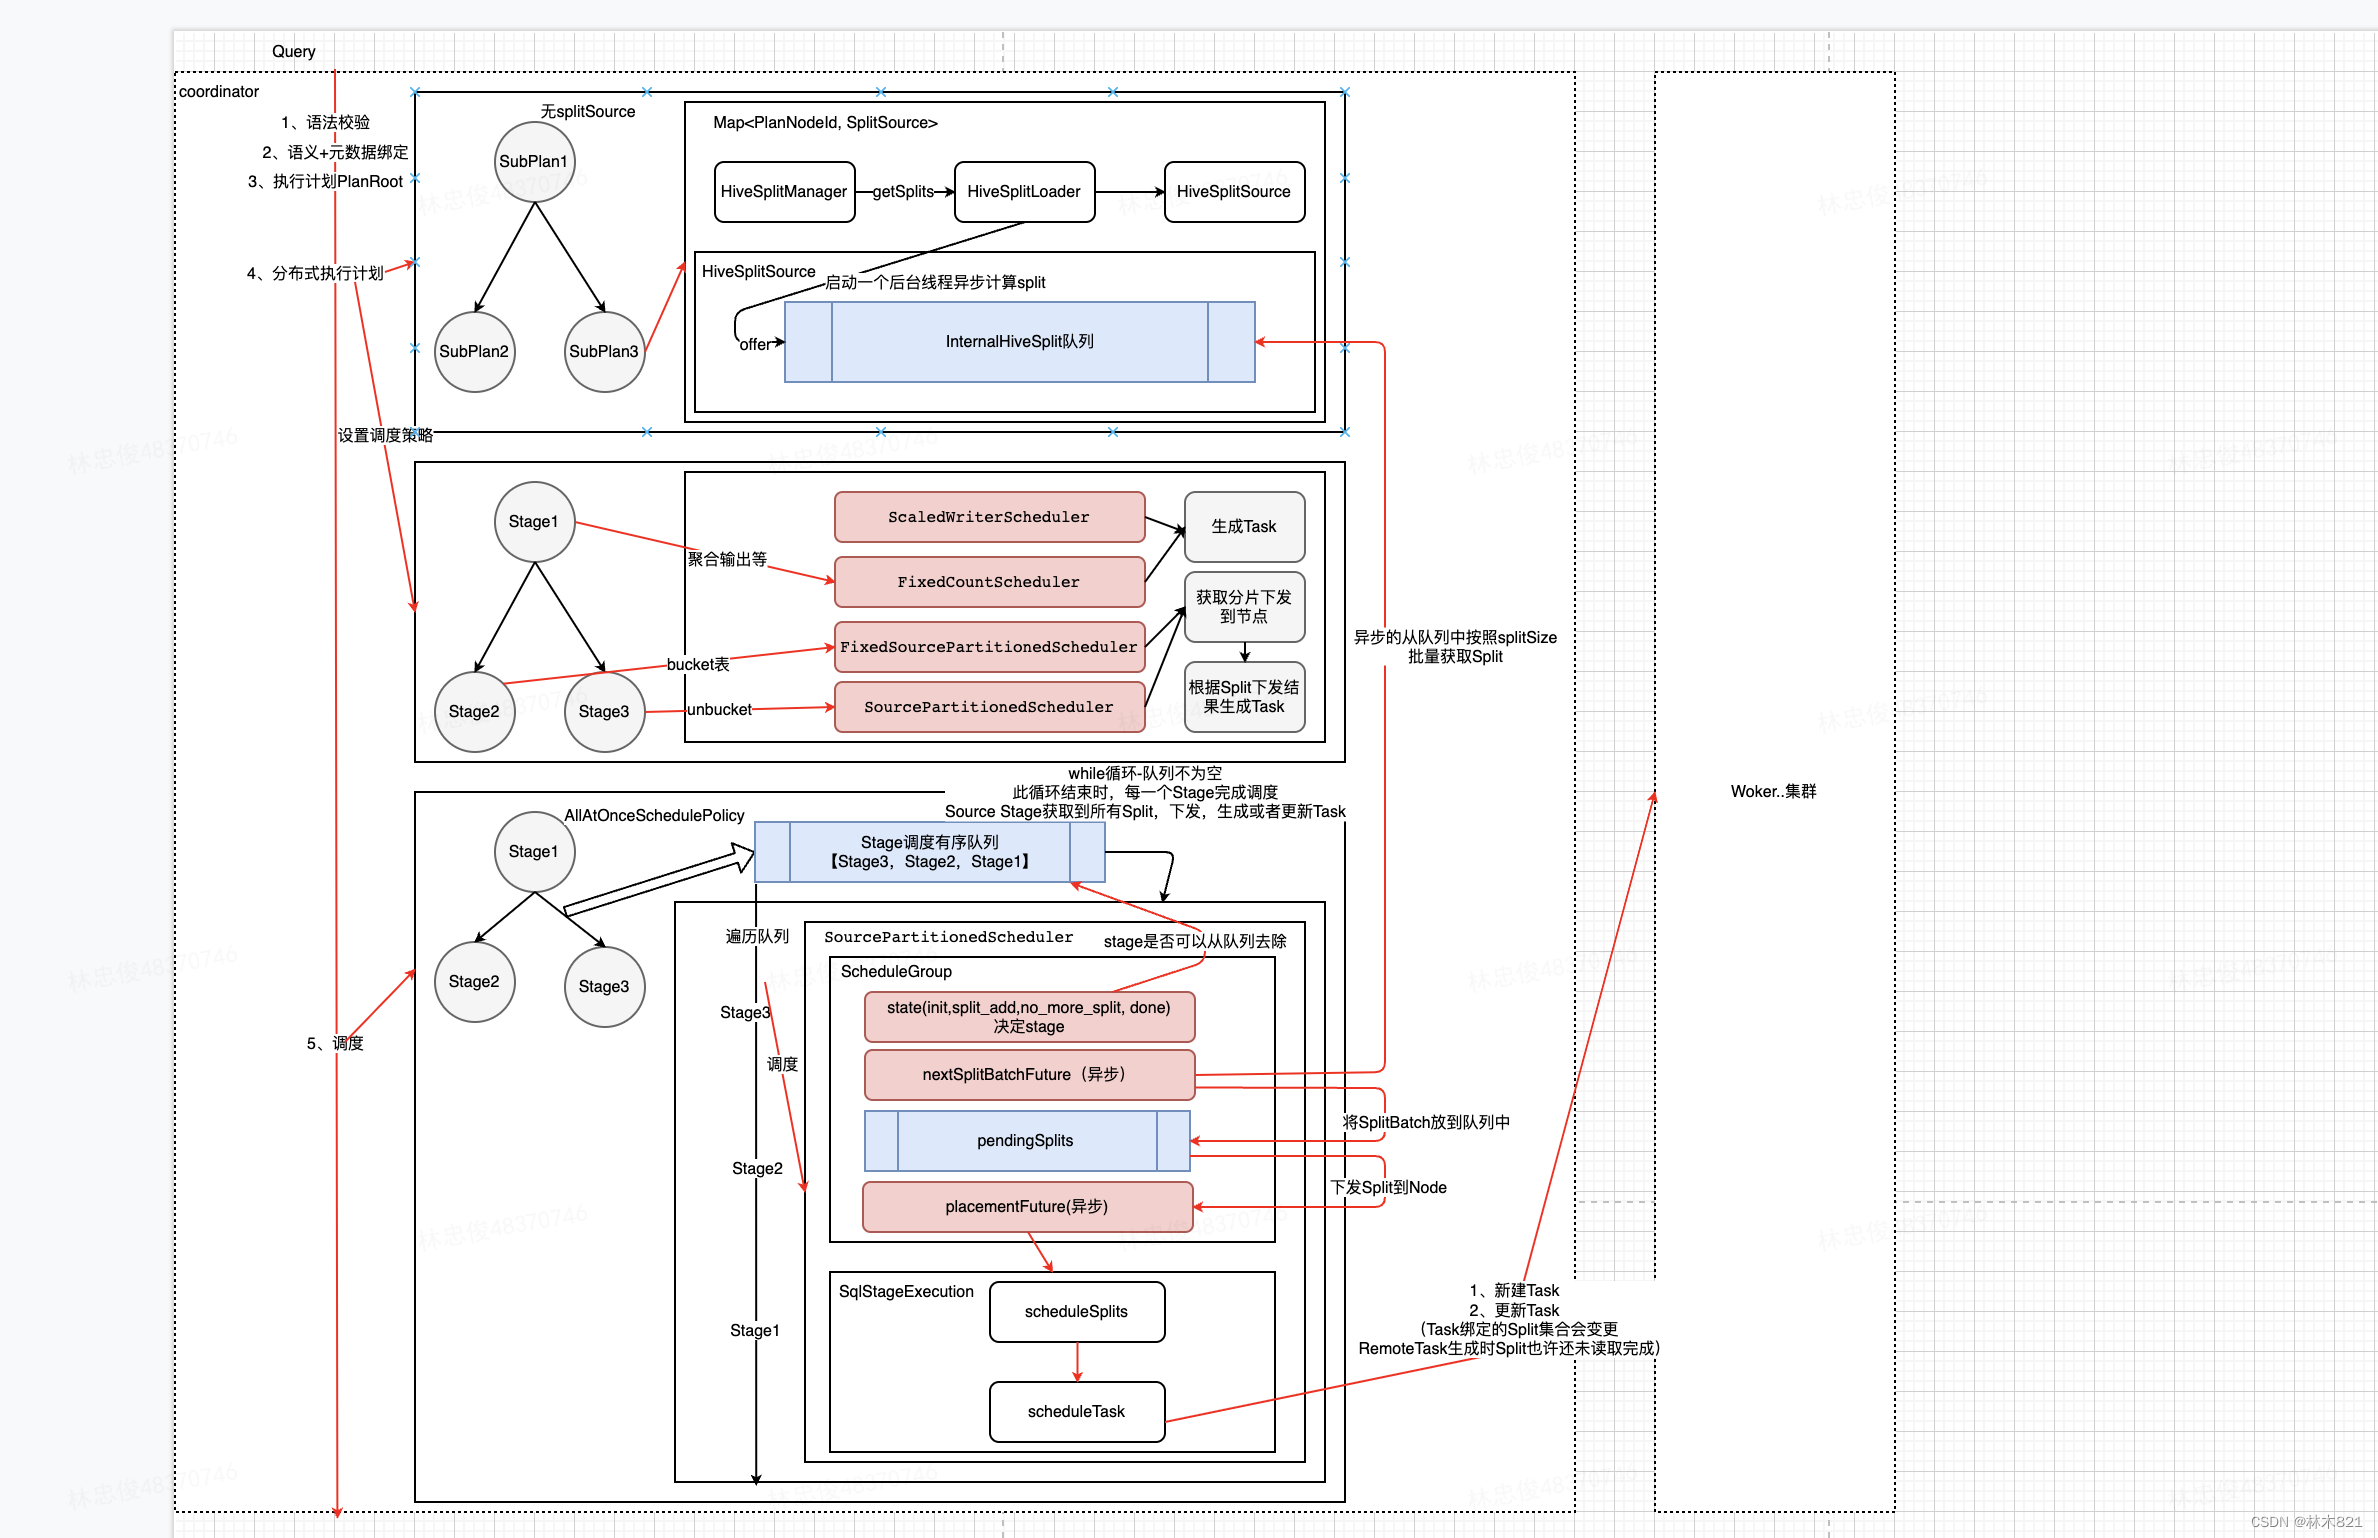 Query
coordinator
1、语法校验
2、语义+元数据绑定
3、执行计划PlanRoot
4、分布式执行计划
设置调度策略
5、调度
无splitSource
SubPlan1
SubPlan2
SubPlan3
Map<PlanNodeId, SplitSource>
HiveSplitManager
getSplits
HiveSplitLoader
HiveSplitSource
HiveSplitSource
启动一个后台线程异步计算split
offer
InternalHiveSplit队列
Stage1
Stage2
Stage3
聚合输出等
bucket表
unbucket
ScaledWriterScheduler
FixedCountScheduler
FixedSourcePartitionedScheduler
SourcePartitionedScheduler
生成Task
获取分片下发
到节点
根据Split下发结
果生成Task
异步的从队列中按照splitSize
批量获取Split
while循环-队列不为空
此循环结束时，每一个Stage完成调度
Source Stage获取到所有Split，下发，生成或者更新Task
AllAtOnceSchedulePolicy
Stage1
Stage2
Stage3
Stage调度有序队列
【Stage3，Stage2，Stage1】
遍历队列
Stage3
调度
Stage2
Stage1
SourcePartitionedScheduler
stage是否可以从队列去除
ScheduleGroup
state(init,split_add,no_more_split, done)
决定stage
nextSplitBatchFuture（异步）
pendingSplits
placementFuture(异步)
将SplitBatch放到队列中
下发Split到Node
SqlStageExecution
scheduleSplits
scheduleTask
1、新建Task
2、更新Task
（Task绑定的Split集合会变更
RemoteTask生成时Split也许还未读取完成）
Woker..集群
林忠俊48370746
CSDN @林木821